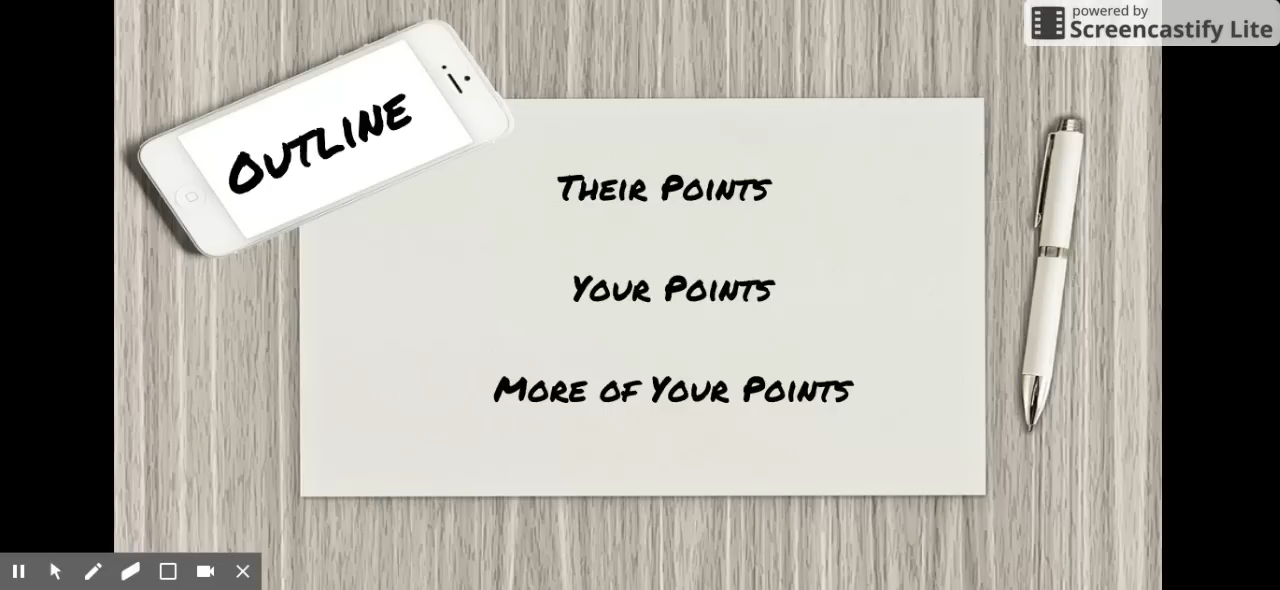 powered by
Screencastify Lite
Outline
Their Points
Your Points
More of Your Points